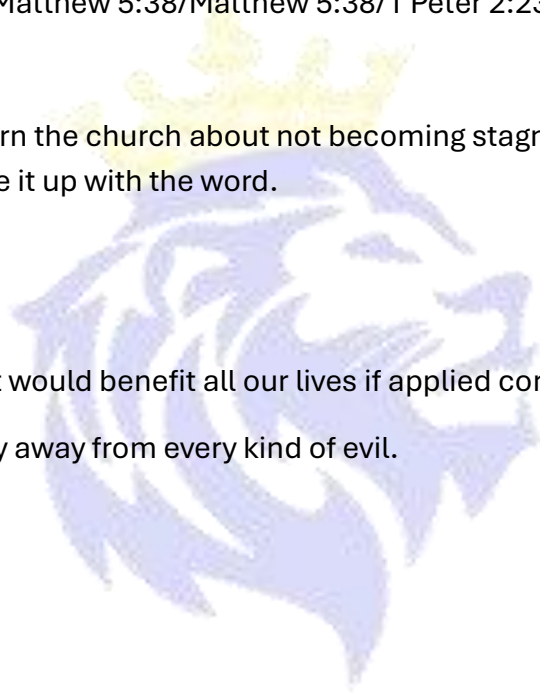 Matthew 5:38/Matthew 5:38/1 Peter 2:23
rn the church about not becoming stagn
e it up with the word.
t would benefit all our lives if applied con
y away from every kind of evil.